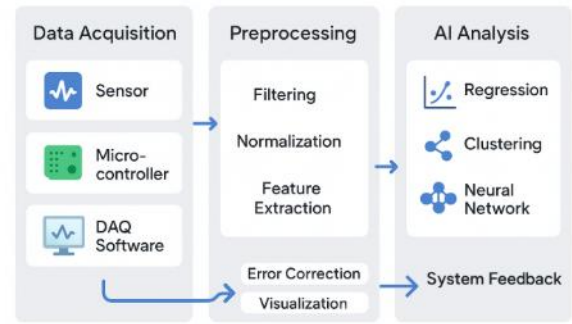 Data Acquisition
Sensor
Micro-
controller
DAQ
Software
Preprocessing
Filtering
Normalization
Feature
Extraction
Error Correction
Visualization
AI Analysis
Regression
Clustering
Neural
Network
System Feedback